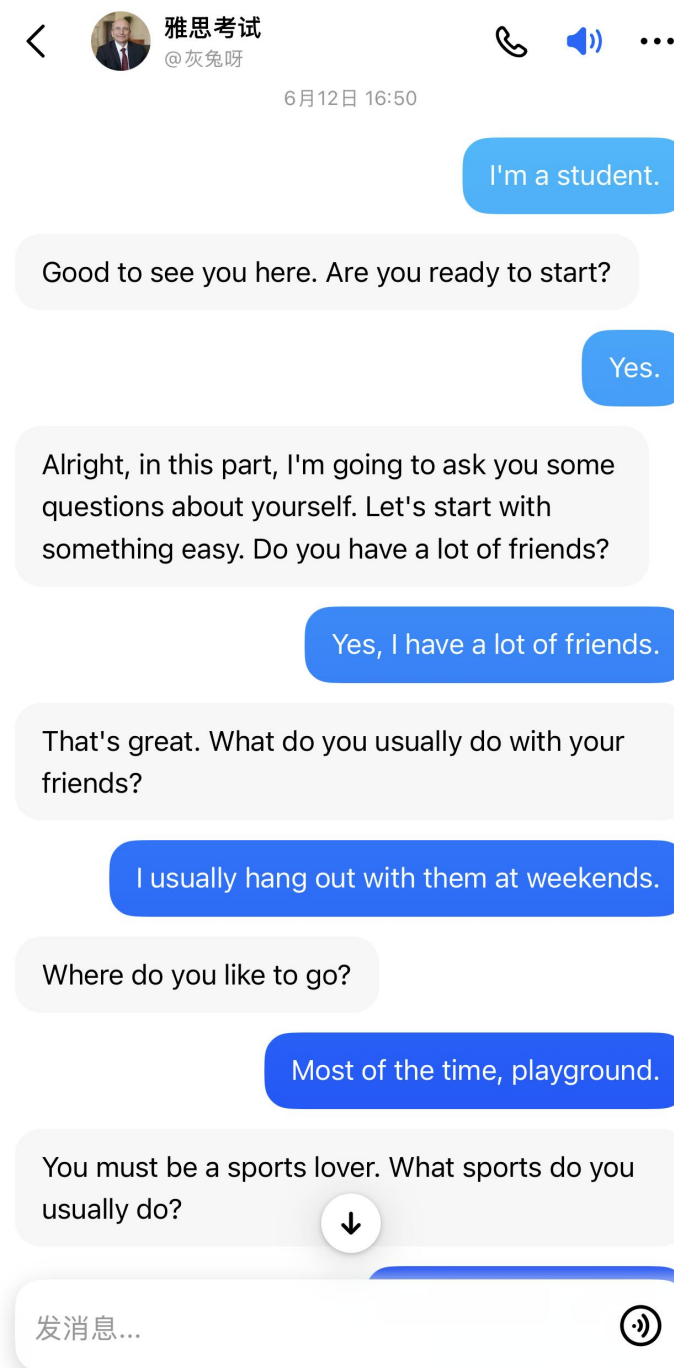 雅思考试
@灰兔呀
6月12日 16:50
I'm a student.
Good to see you here. Are you ready to start?
Yes.
Alright, in this part, I'm going to ask you some
questions about yourself. Let's start with
something easy. Do you have a lot of friends?
Yes, I have a lot of friends.
That's great. What do you usually do with your
friends?
I usually hang out with them at weekends.
Where do you like to go?
Most of the time, playground.
You must be a sports lover. What sports do you
usually do?
发消息...